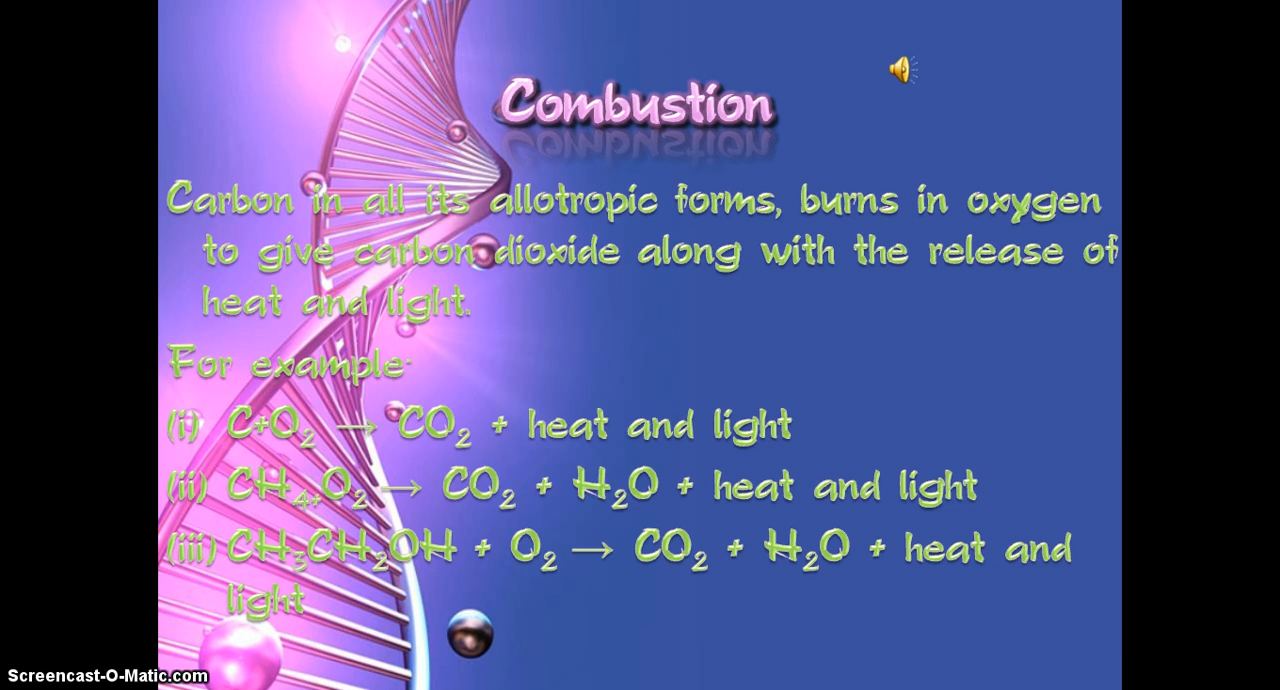 Combustion
Carbon in all its allotropic forms, burns in oxygen
to give carbon dioxide along with the release of
heat and light.
For example:
(i) C+O₂ → CO₂ + heat and light
(ii) CH₄₊O₂ → CO₂ + H₂O + heat and light
(iii) CH₃CH₂OH + O₂ → CO₂ + H₂O + heat and
light
Screencast-O-Matic.com